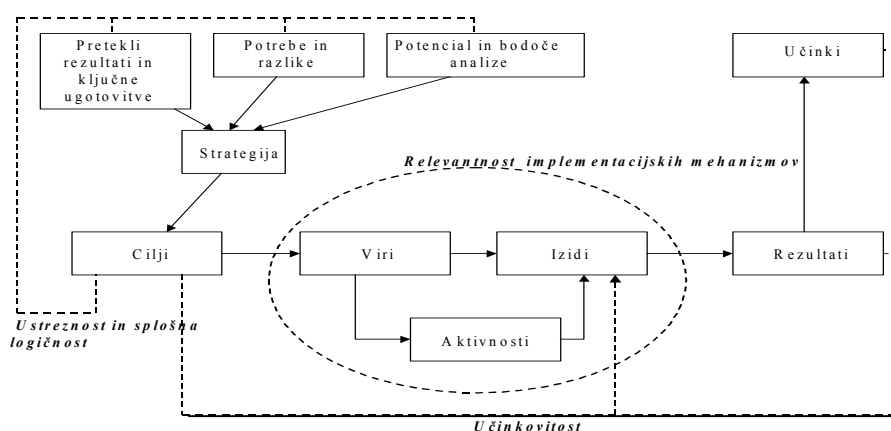 Pretekli
rezultati in
ključne
ugotovitve
Potrebe in
razlike
Potencial in bodoče
analize
Učinki
Strategija
Relevantnost implementacijskih mehanizmov
Cilji
Viri
Izidi
Rezultati
Ustreznost in splošna
logičnost
Aktivnosti
Učinkovitost